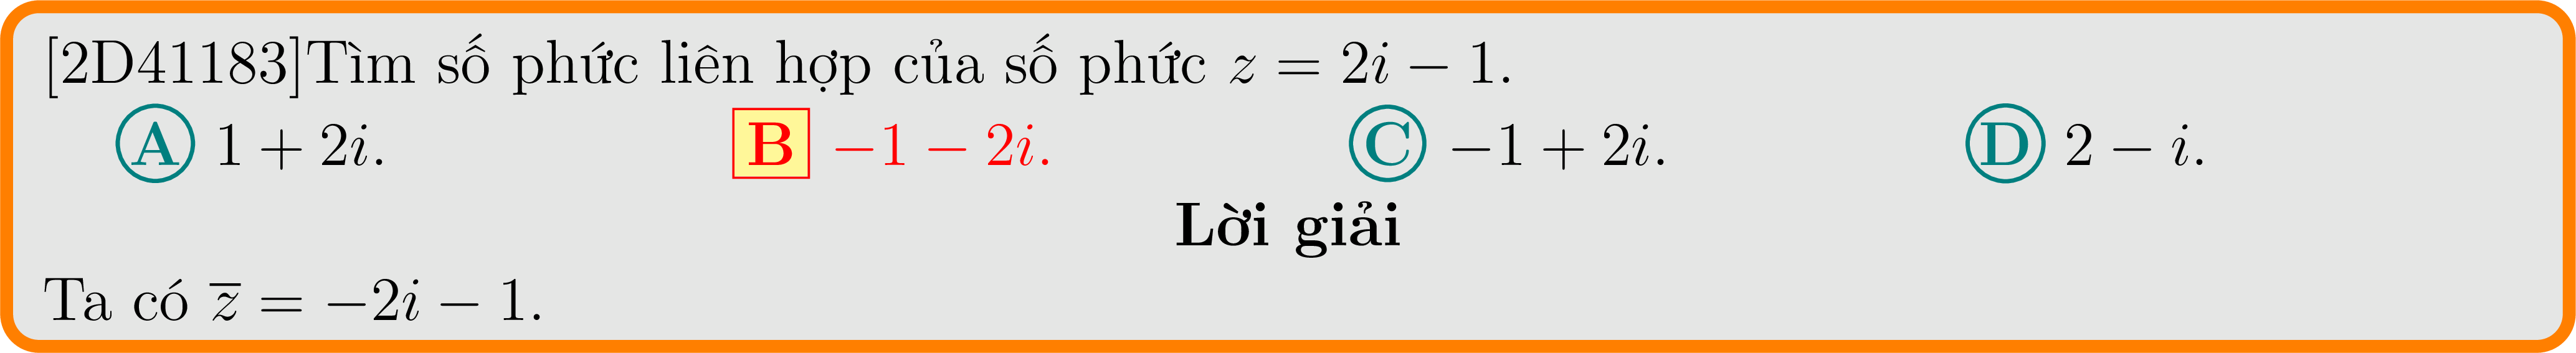 [2D41183]Tìm số phức liên hợp của số phức z = 2i − 1.
A 1 + 2i. B −1 − 2i. C −1 + 2i. D 2 − i.
Lời giải
Ta có z̅ = −2i − 1.